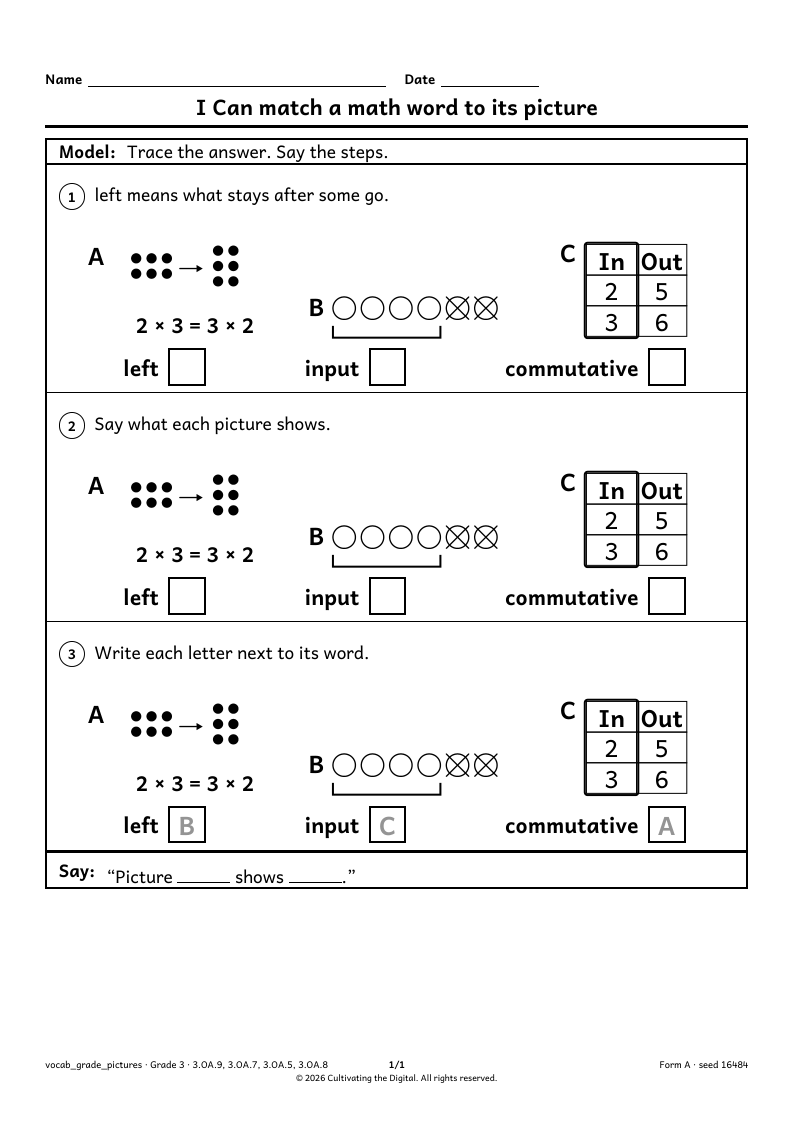 Name Date
I Can match a math word to its picture
Model: Trace the answer. Say the steps.
1 left means what stays after some go.
A
2 × 3 = 3 × 2
B
C
In Out
2 5
3 6
left input commutative
2 Say what each picture shows.
A
2 × 3 = 3 × 2
B
C
In Out
2 5
3 6
left input commutative
3 Write each letter next to its word.
A
2 × 3 = 3 × 2
B
C
In Out
2 5
3 6
left B input C commutative A
Say: “Picture ______ shows ______.”
vocab_grade_pictures · Grade 3 · 3.OA.9, 3.OA.7, 3.OA.5, 3.OA.8 1/1 Form A · seed 16484
© 2026 Cultivating the Digital. All rights reserved.